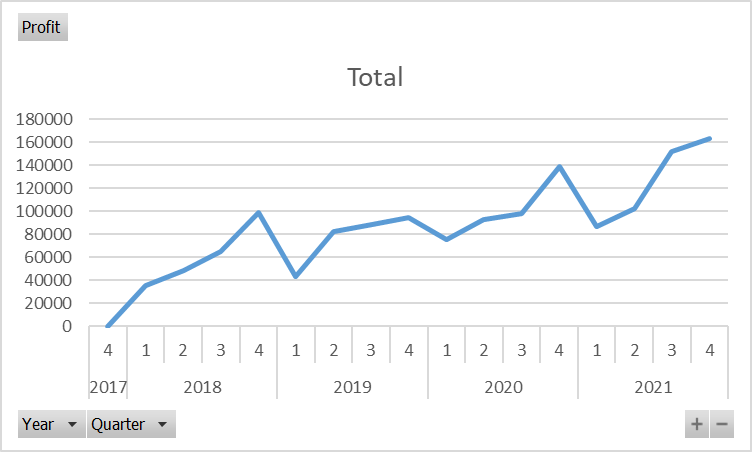 Profit
Total
180000
160000
140000
120000
100000
80000
60000
40000
20000
0
4 1 2 3 4 1 2 3 4 1 2 3 4 1 2 3 4
2017 2018 2019 2020 2021
Year Quarter + −